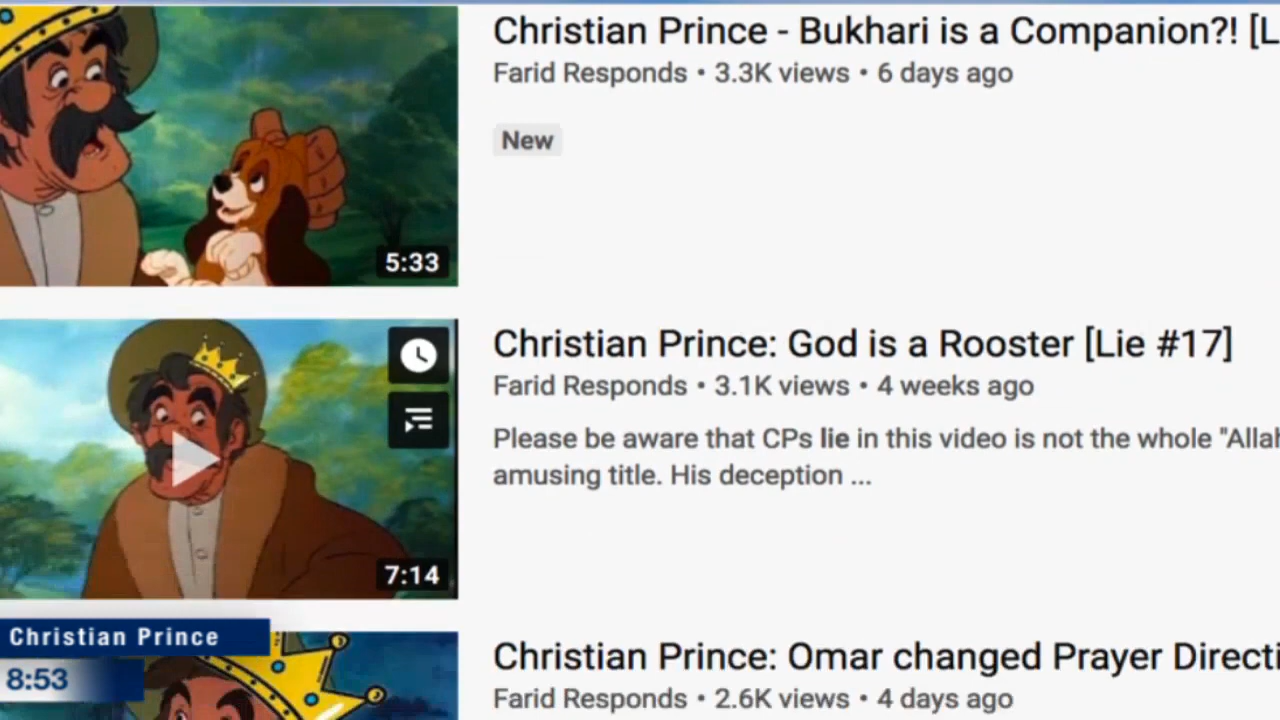 Christian Prince - Bukhari is a Companion?! [L
Farid Responds • 3.3K views • 6 days ago
New
5:33
Christian Prince: God is a Rooster [Lie #17]
Farid Responds • 3.1K views • 4 weeks ago
Please be aware that CPs lie in this video is not the whole "Allah
amusing title. His deception ...
7:14
Christian Prince
8:53
Christian Prince: Omar changed Prayer Directi
Farid Responds • 2.6K views • 4 days ago